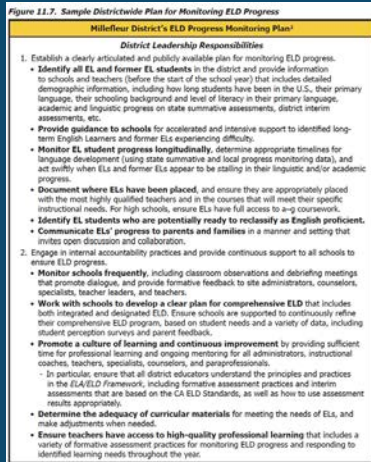 Figure 11.7. Sample Districtwide Plan for Monitoring ELD Progress
Millefleur District's ELD Progress Monitoring Plan²
District Leadership Responsibilities
1. Establish a clearly articulated and publicly available plan for monitoring ELD progress.
• Identify all EL and former EL students in the district and provide information
to schools and teachers (before the start of the school year) that includes detailed
demographic information, including how long students have been in the U.S., their primary
language, their schooling background and level of literacy in their primary language,
academic and linguistic progress on state summative assessments, district interim
assessments, etc.
• Provide guidance to schools for accelerated and intensive support to identified long-
term English Learners and former ELs experiencing difficulty.
• Monitor EL student progress longitudinally, determine appropriate timelines for
language development (using state summative and local progress monitoring data), and
act swiftly when ELs and former ELs appear to be stalling in their linguistic and/or academic
progress.
• Document where ELs have been placed, and ensure they are appropriately placed
with the most highly qualified teachers and in the courses that will meet their specific
instructional needs. For high schools, ensure ELs have full access to a–g coursework.
• Identify EL students who are potentially ready to reclassify as English proficient.
• Communicate ELs' progress to parents and families in a manner and setting that
invites open discussion and collaboration.
2. Engage in internal accountability practices and provide continuous support to all schools to
ensure ELD progress.
• Monitor schools frequently, including classroom observations and debriefing meetings
that promote dialogue, and provide formative feedback to site administrators, counselors,
specialists, teacher leaders, and teachers.
• Work with schools to develop a clear plan for comprehensive ELD that includes
both integrated and designated ELD. Ensure schools are supported to continuously refine
their comprehensive ELD program, based on student needs and a variety of data, including
student perception surveys and parent feedback.
• Promote a culture of learning and continuous improvement by providing sufficient
time for professional learning and ongoing mentoring for all administrators, instructional
coaches, teachers, specialists, counselors, and paraprofessionals.
- In particular, ensure that all district educators understand the principles and practices
in the ELA/ELD Framework, including formative assessment practices and interim
assessments that are based on the CA ELD Standards, as well as how to use assessment
results appropriately.
• Determine the adequacy of curricular materials for meeting the needs of ELs, and
make adjustments when needed.
• Ensure teachers have access to high-quality professional learning that includes a
variety of formative assessment practices for monitoring ELD progress and responding to
identified learning needs throughout the year.